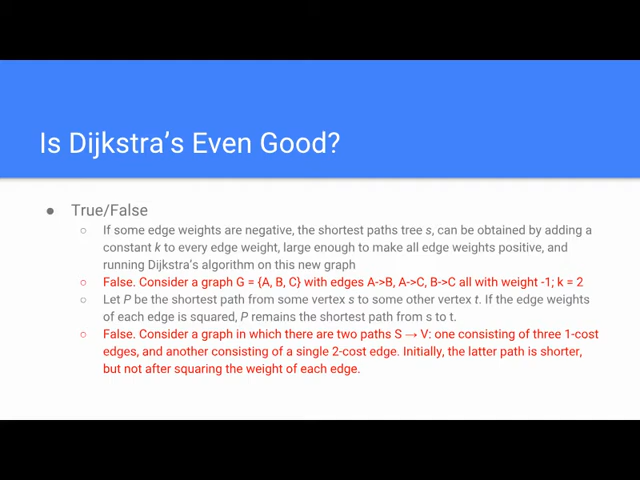 Is Dijkstra's Even Good?
● True/False
○ If some edge weights are negative, the shortest paths tree s, can be obtained by adding a
constant k to every edge weight, large enough to make all edge weights positive, and
running Dijkstra's algorithm on this new graph
○ False. Consider a graph G = {A, B, C} with edges A->B, A->C, B->C all with weight -1; k = 2
○ Let P be the shortest path from some vertex s to some other vertex t. If the edge weights
of each edge is squared, P remains the shortest path from s to t.
○ False. Consider a graph in which there are two paths S → V: one consisting of three 1-cost
edges, and another consisting of a single 2-cost edge. Initially, the latter path is shorter,
but not after squaring the weight of each edge.